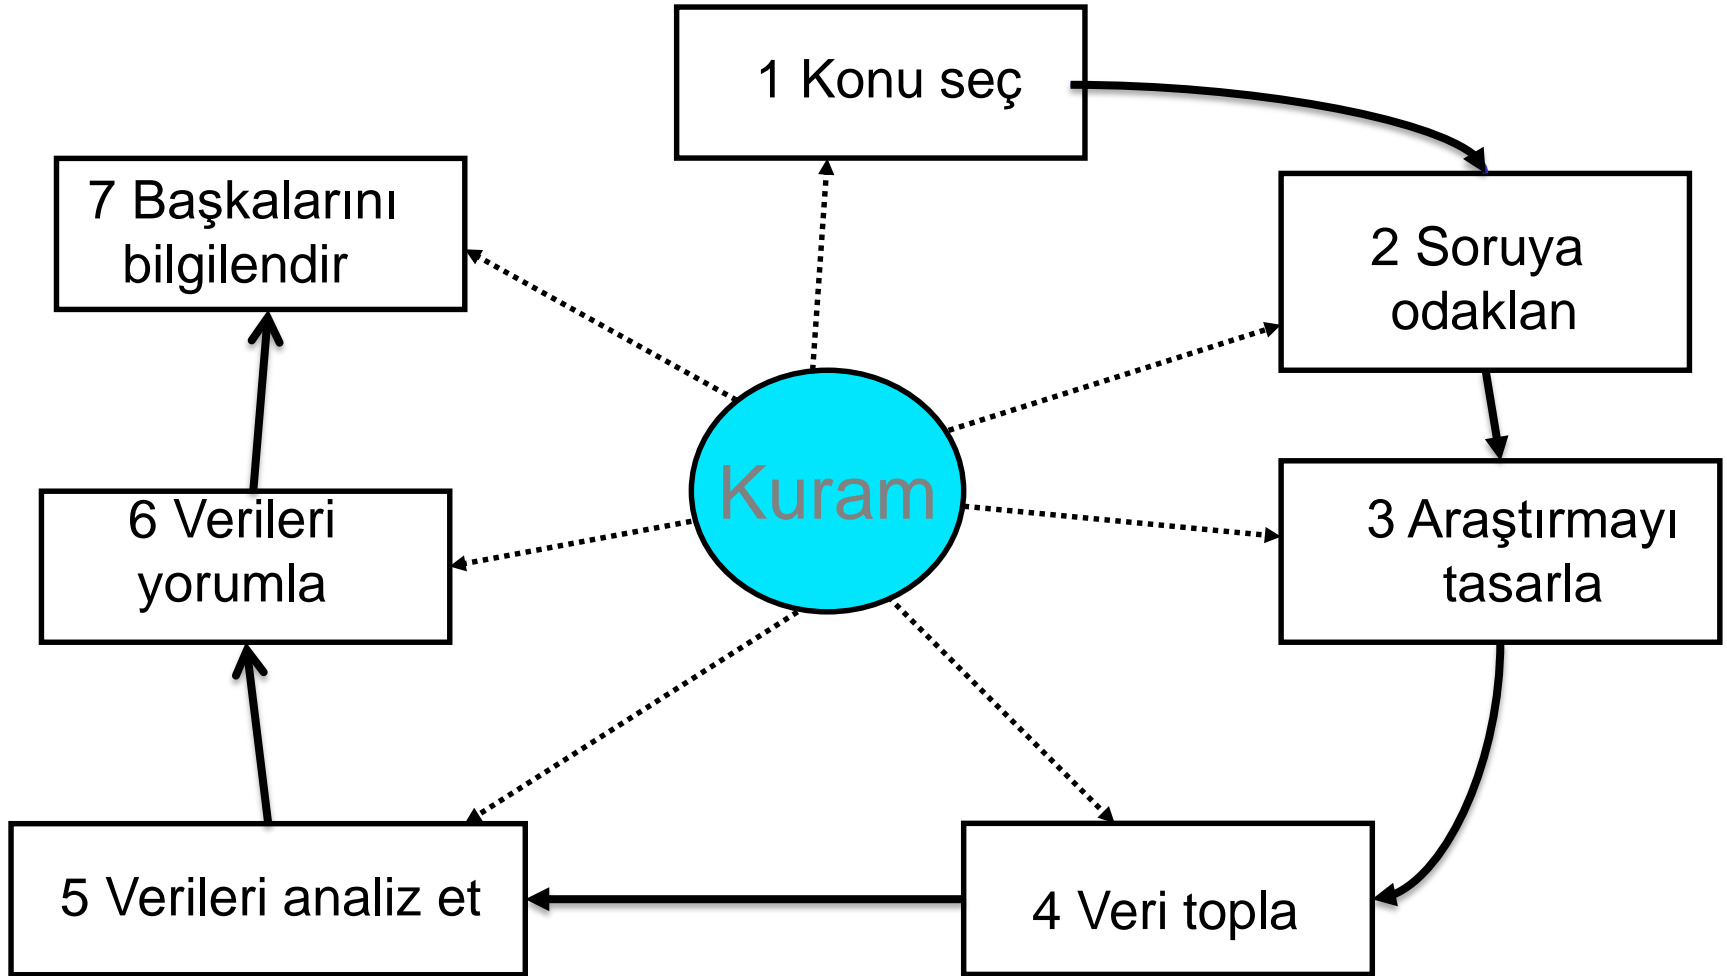 1 Konu seç
2 Soruya
odaklan
3 Araştırmayı
tasarla
4 Veri topla
5 Verileri analiz et
6 Verileri
yorumla
7 Başkalarını
bilgilendir
Kuram